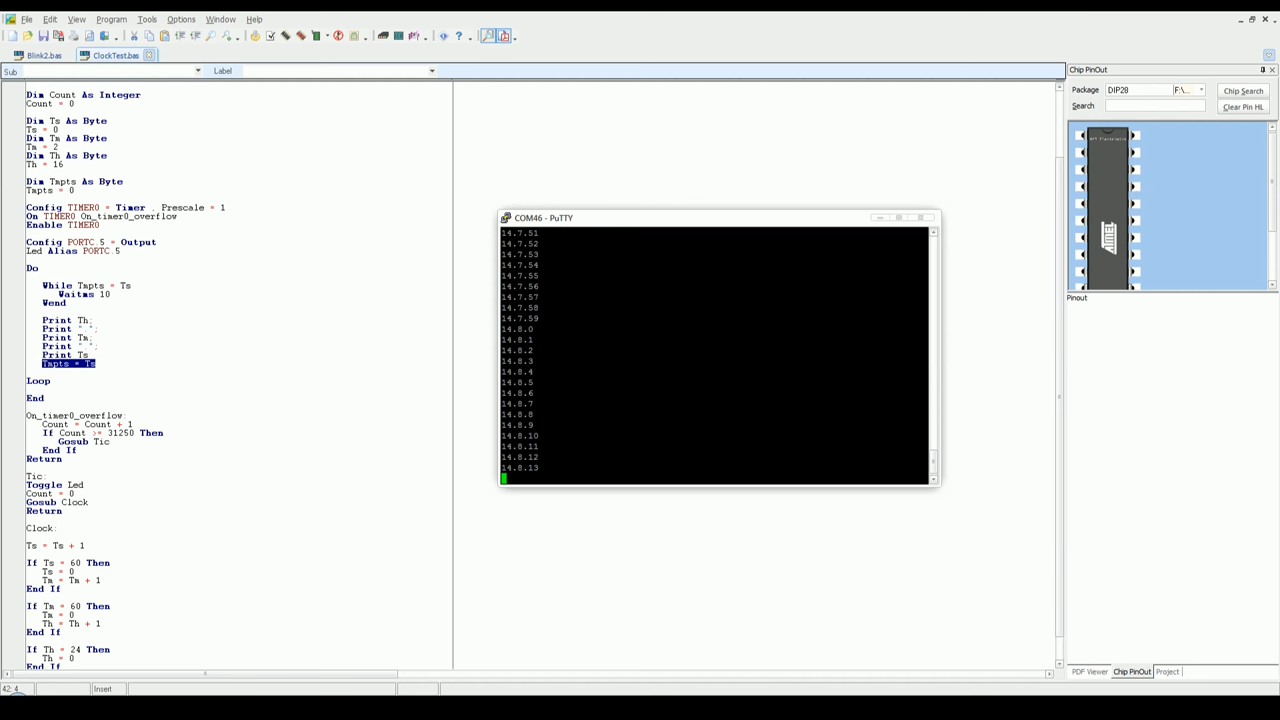 File Edit View Program Tools Options Window Help
Blink2.bas ClockTest.bas
Sub Label
Dim Count As Integer
Count = 0
Dim Ts As Byte
Ts = 0
Dim Tm As Byte
Tm = 2
Dim Th As Byte
Th = 16
Dim Tmpts As Byte
Tmpts = 0
Config TIMER0 = Timer , Prescale = 1
On TIMER0 On_timer0_overflow
Enable TIMER0
Config PORTC.5 = Output
Led Alias PORTC.5
Do
While Tmpts = Ts
Waitms 10
Wend
Print Th;
Print ".";
Print Tm;
Print ".";
Print Ts
Tmpts = Ts
Loop
End
On_timer0_overflow:
Count = Count + 1
If Count >= 31250 Then
Gosub Tic
End If
Return
Tic:
Toggle Led
Count = 0
Gosub Clock
Return
Clock:
Ts = Ts + 1
If Ts = 60 Then
Ts = 0
Tm = Tm + 1
End If
If Tm = 60 Then
Tm = 0
Th = Th + 1
End If
If Th = 24 Then
Th = 0
End If
42: 4 Insert
COM46 - PuTTY
14.7.51
14.7.52
14.7.53
14.7.54
14.7.55
14.7.56
14.7.57
14.7.58
14.7.59
14.8.0
14.8.1
14.8.2
14.8.3
14.8.4
14.8.5
14.8.6
14.8.7
14.8.8
14.8.9
14.8.10
14.8.11
14.8.12
14.8.13
Chip PinOut
Package DIP28 F:\... Chip Search
Search Clear Pin HL
ATMEL
Pinout
PDF Viewer Chip PinOut Project